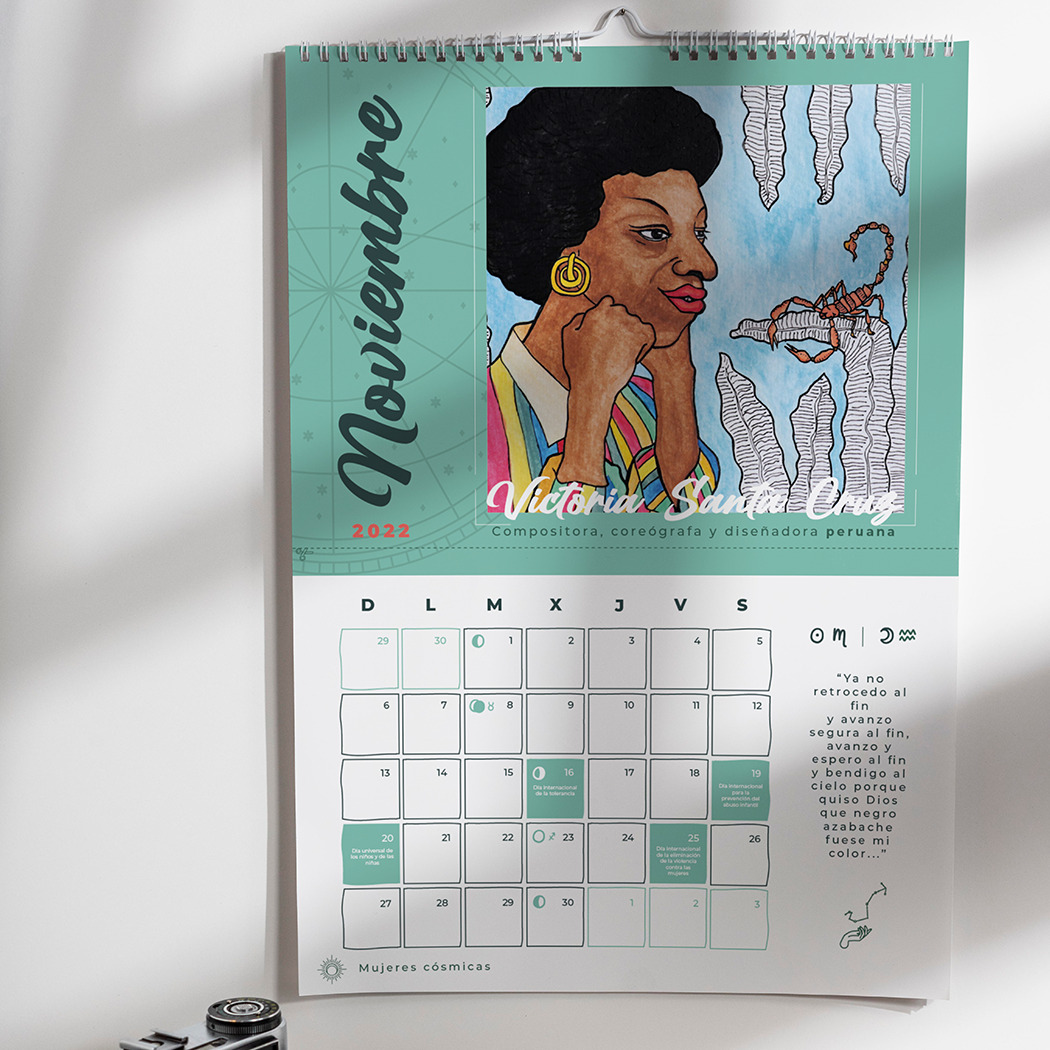 Noviembre
2022
Victoria Santa Cruz
Compositora, coreógrafa y diseñadora peruana
D L M X J V S
29 30 1 2 3 4 5
6 7 8 9 10 11 12
13 14 15 16 17 18 19
Día internacional
de la tolerancia
Día internacional
para la
prevención del
abuso infantil
20 21 22 23 24 25 26
Día universal de
los niños y de las
niñas
Día internacional
de la eliminación
de la violencia
contra las
mujeres
27 28 29 30 1 2 3
“Ya no
retrocedo al
fin
y avanzo
segura al fin,
avanzo y
espero al fin
y bendigo al
cielo porque
quiso Dios
que negro
azabache
fuese mi
color...”
Mujeres cósmicas